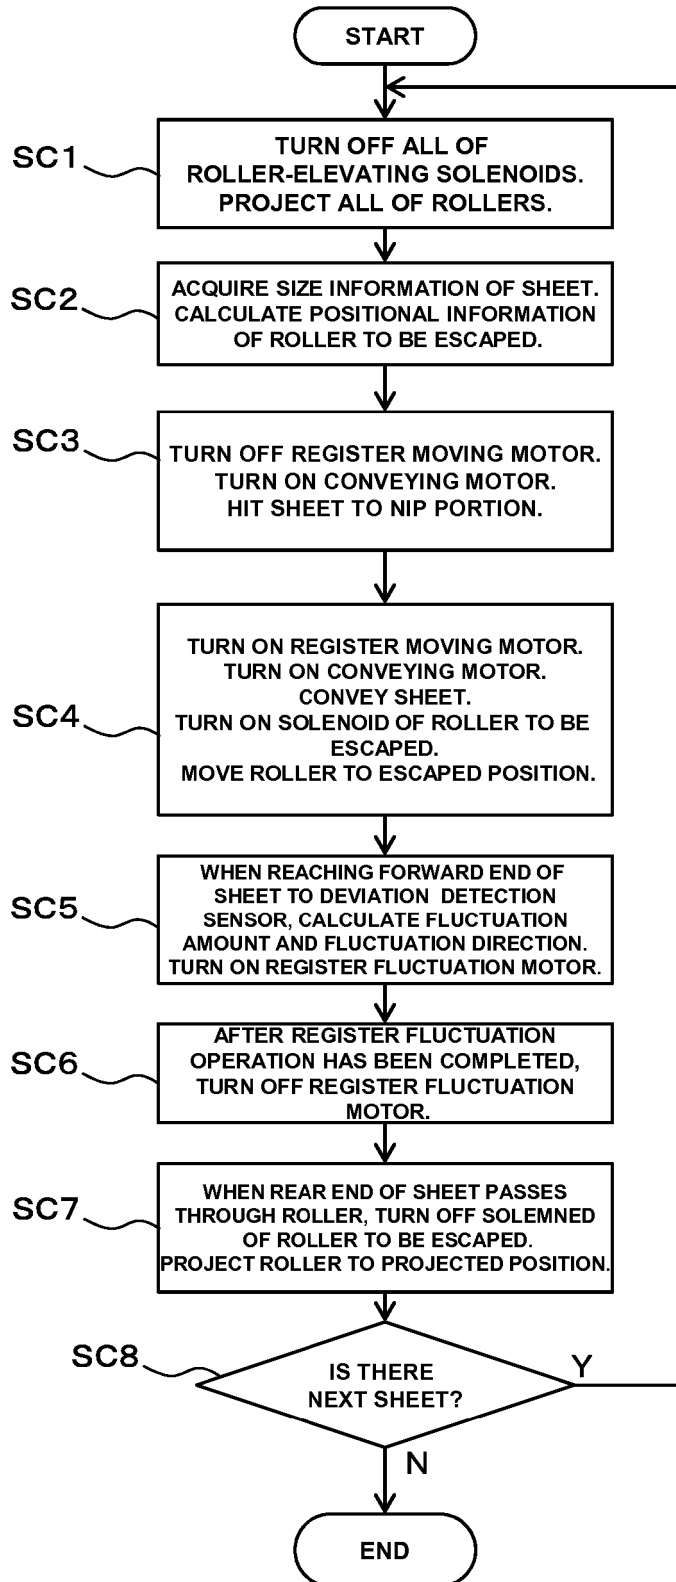 START
SC1
TURN OFF ALL OF
ROLLER-ELEVATING SOLENOIDS.
PROJECT ALL OF ROLLERS.
SC2
ACQUIRE SIZE INFORMATION OF SHEET.
CALCULATE POSITIONAL INFORMATION
OF ROLLER TO BE ESCAPED.
SC3
TURN OFF REGISTER MOVING MOTOR.
TURN ON CONVEYING MOTOR.
HIT SHEET TO NIP PORTION.
SC4
TURN ON REGISTER MOVING MOTOR.
TURN ON CONVEYING MOTOR.
CONVEY SHEET.
TURN ON SOLENOID OF ROLLER TO BE
ESCAPED.
MOVE ROLLER TO ESCAPED POSITION.
SC5
WHEN REACHING FORWARD END OF
SHEET TO DEVIATION DETECTION
SENSOR, CALCULATE FLUCTUATION
AMOUNT AND FLUCTUATION DIRECTION.
TURN ON REGISTER FLUCTUATION MOTOR.
SC6
AFTER REGISTER FLUCTUATION
OPERATION HAS BEEN COMPLETED,
TURN OFF REGISTER FLUCTUATION
MOTOR.
SC7
WHEN REAR END OF SHEET PASSES
THROUGH ROLLER, TURN OFF SOLEMNED
OF ROLLER TO BE ESCAPED.
PROJECT ROLLER TO PROJECTED POSITION.
SC8
IS THERE
NEXT SHEET?
Y
N
END